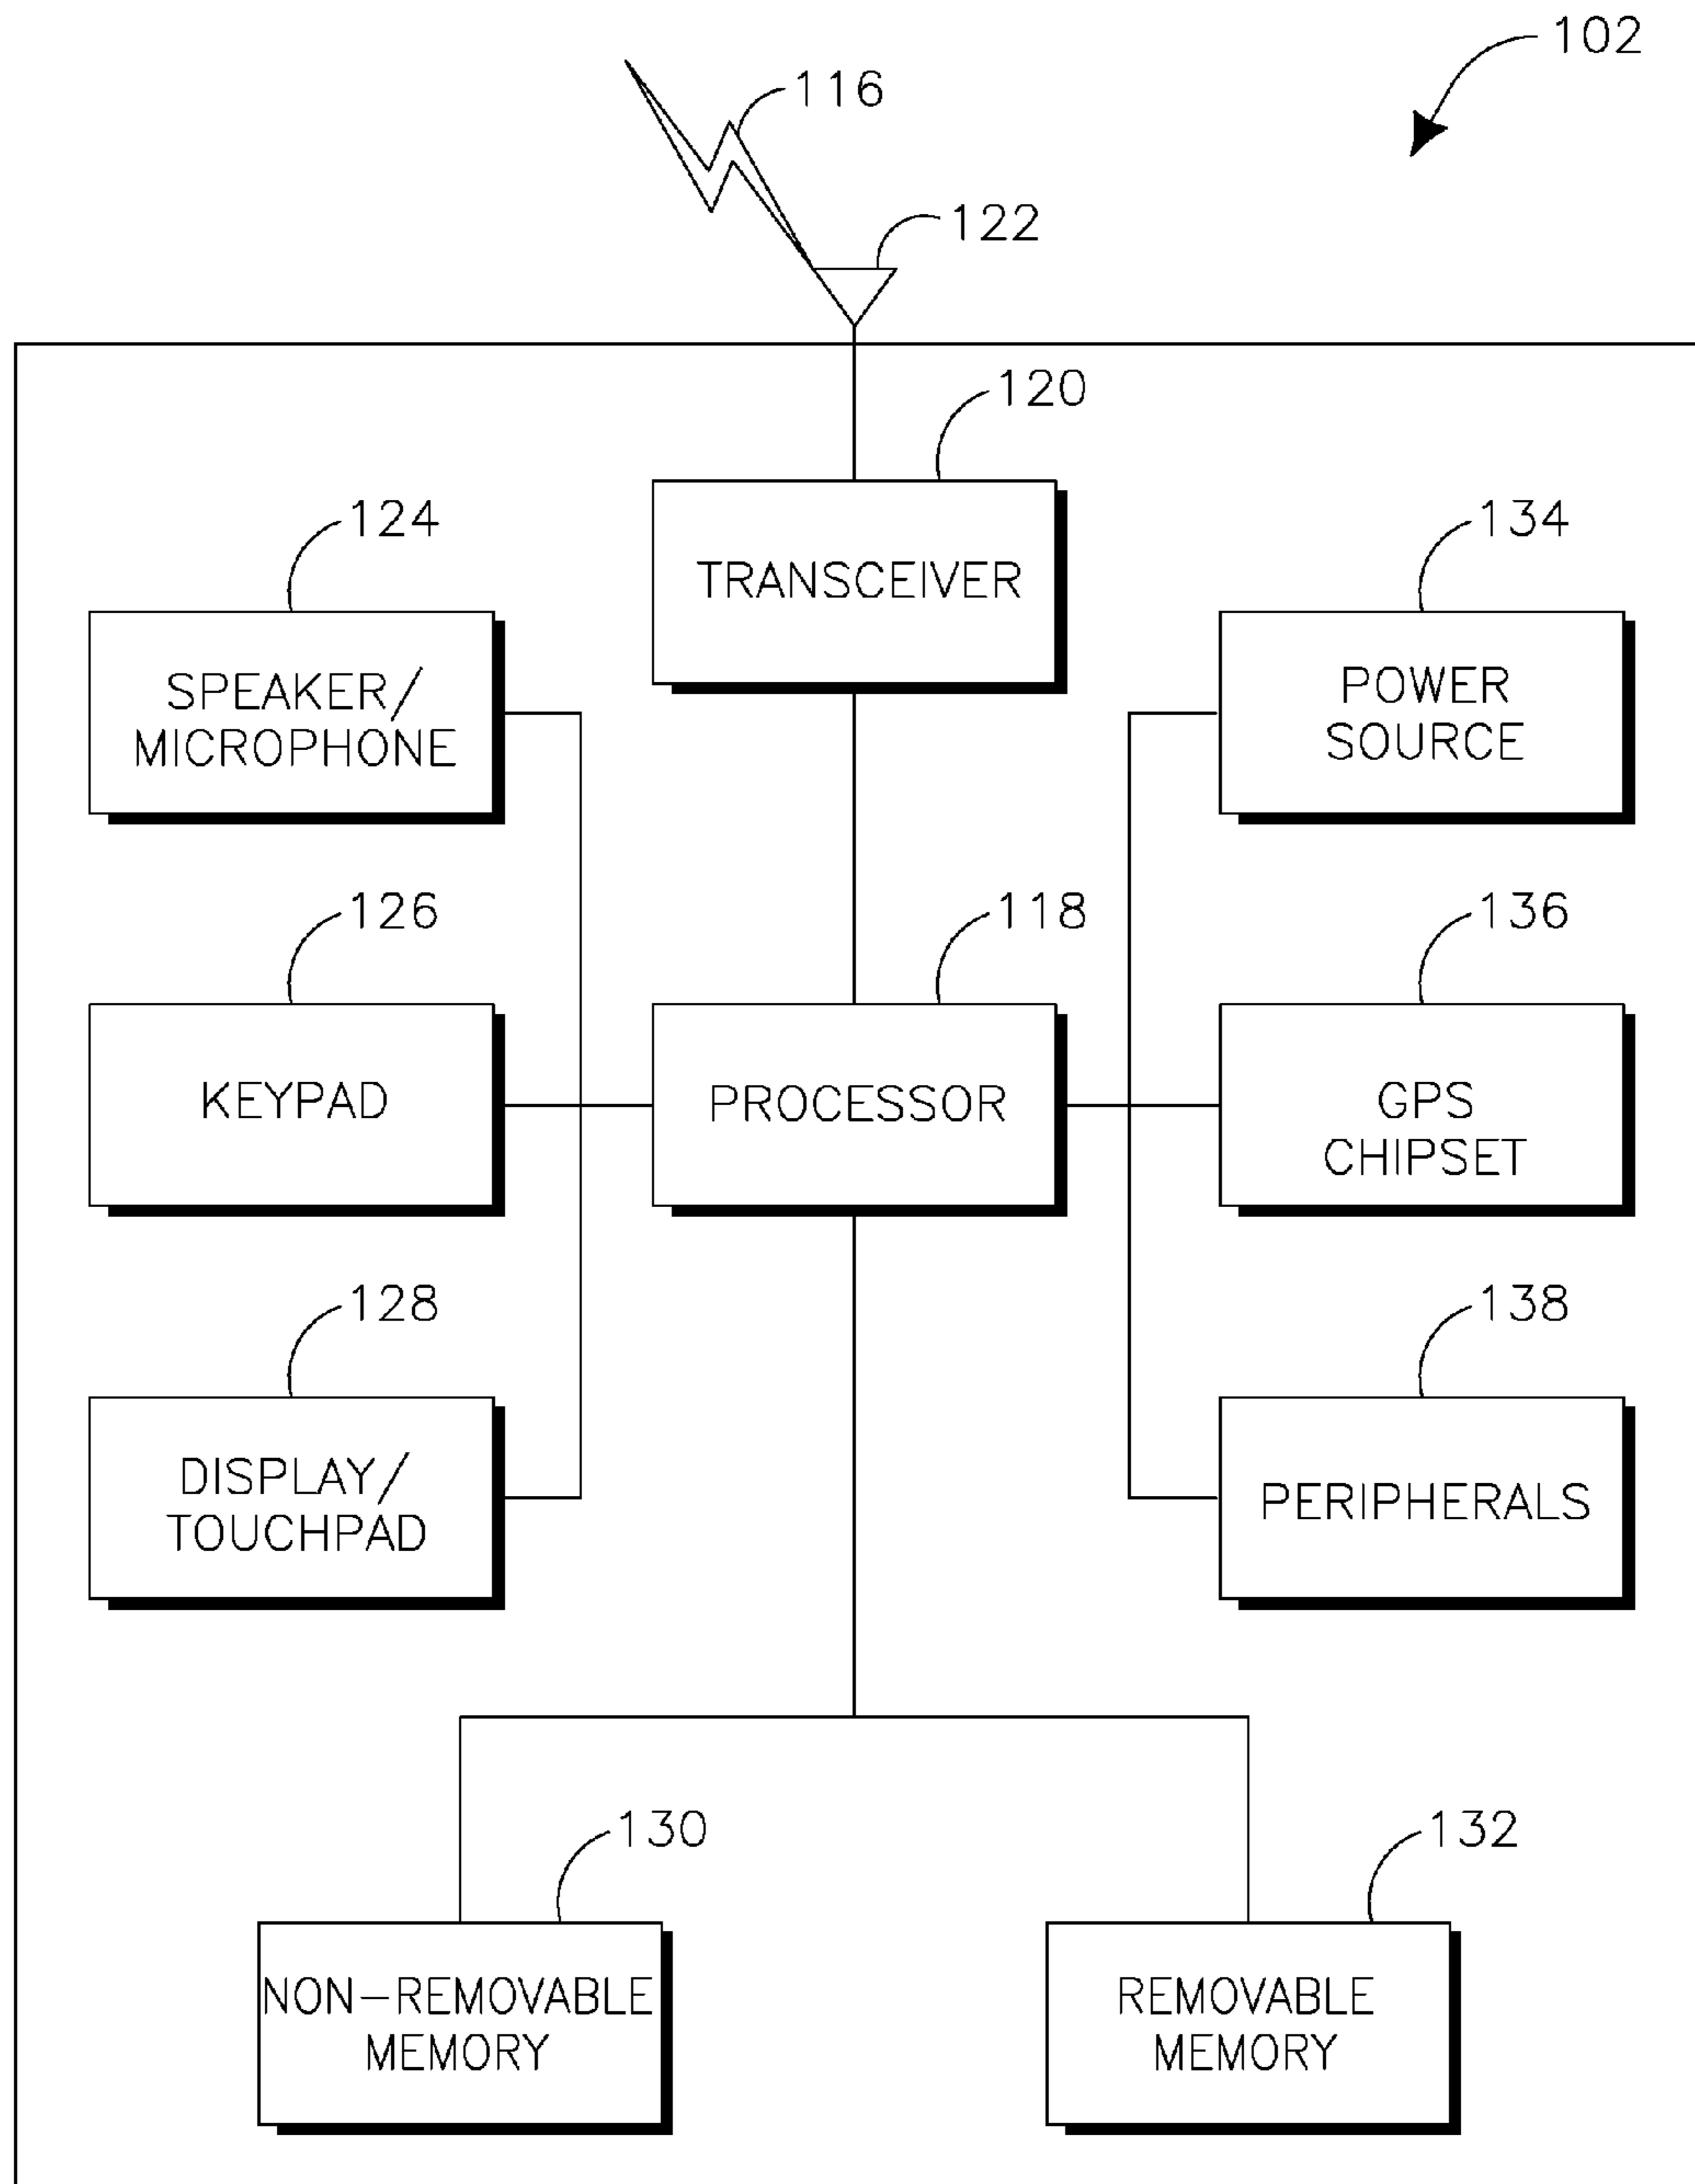 102
116
122
120
TRANSCEIVER
124
SPEAKER/
MICROPHONE
134
POWER
SOURCE
126
KEYPAD
118
PROCESSOR
136
GPS
CHIPSET
128
DISPLAY/
TOUCHPAD
138
PERIPHERALS
130
NON-REMOVABLE
MEMORY
132
REMOVABLE
MEMORY